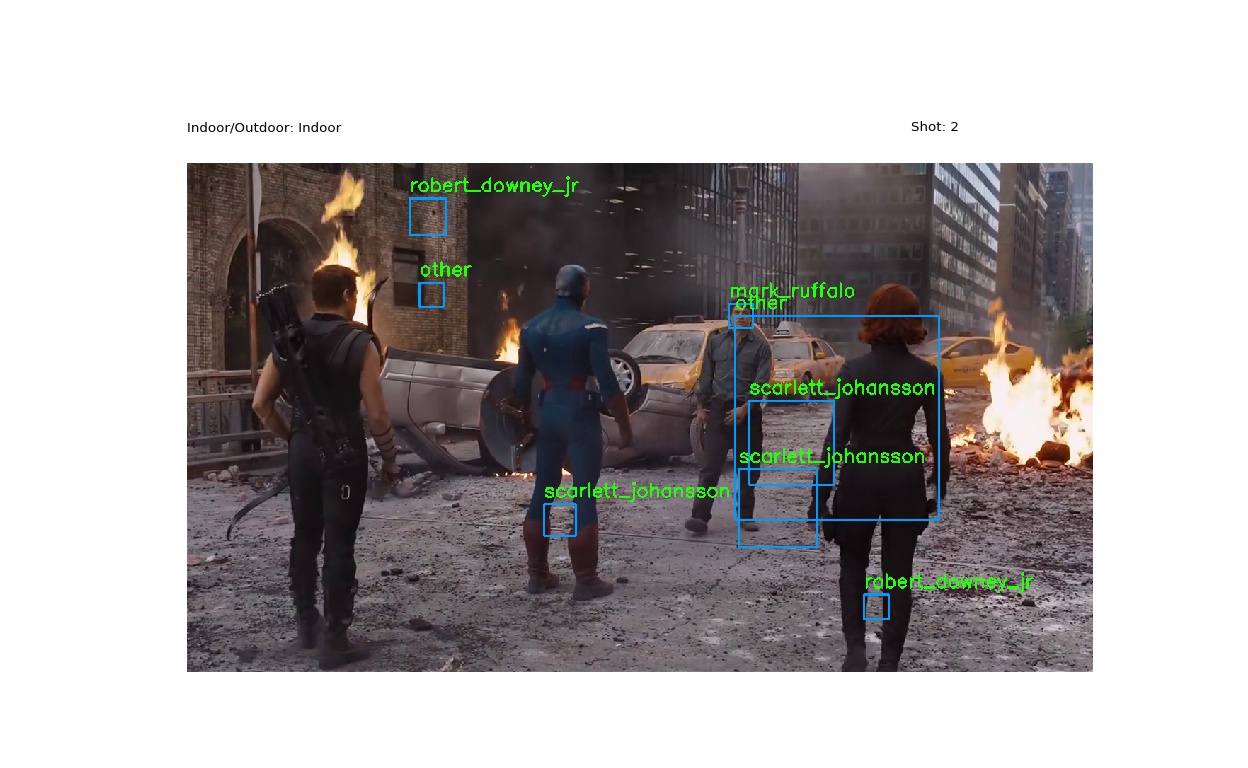 Indoor/Outdoor: Indoor
Shot: 2
robert_downey_jr
other
mark_ruffalo
other
scarlett_johansson
scarlett_johansson
scarlett_johansson
robert_downey_jr